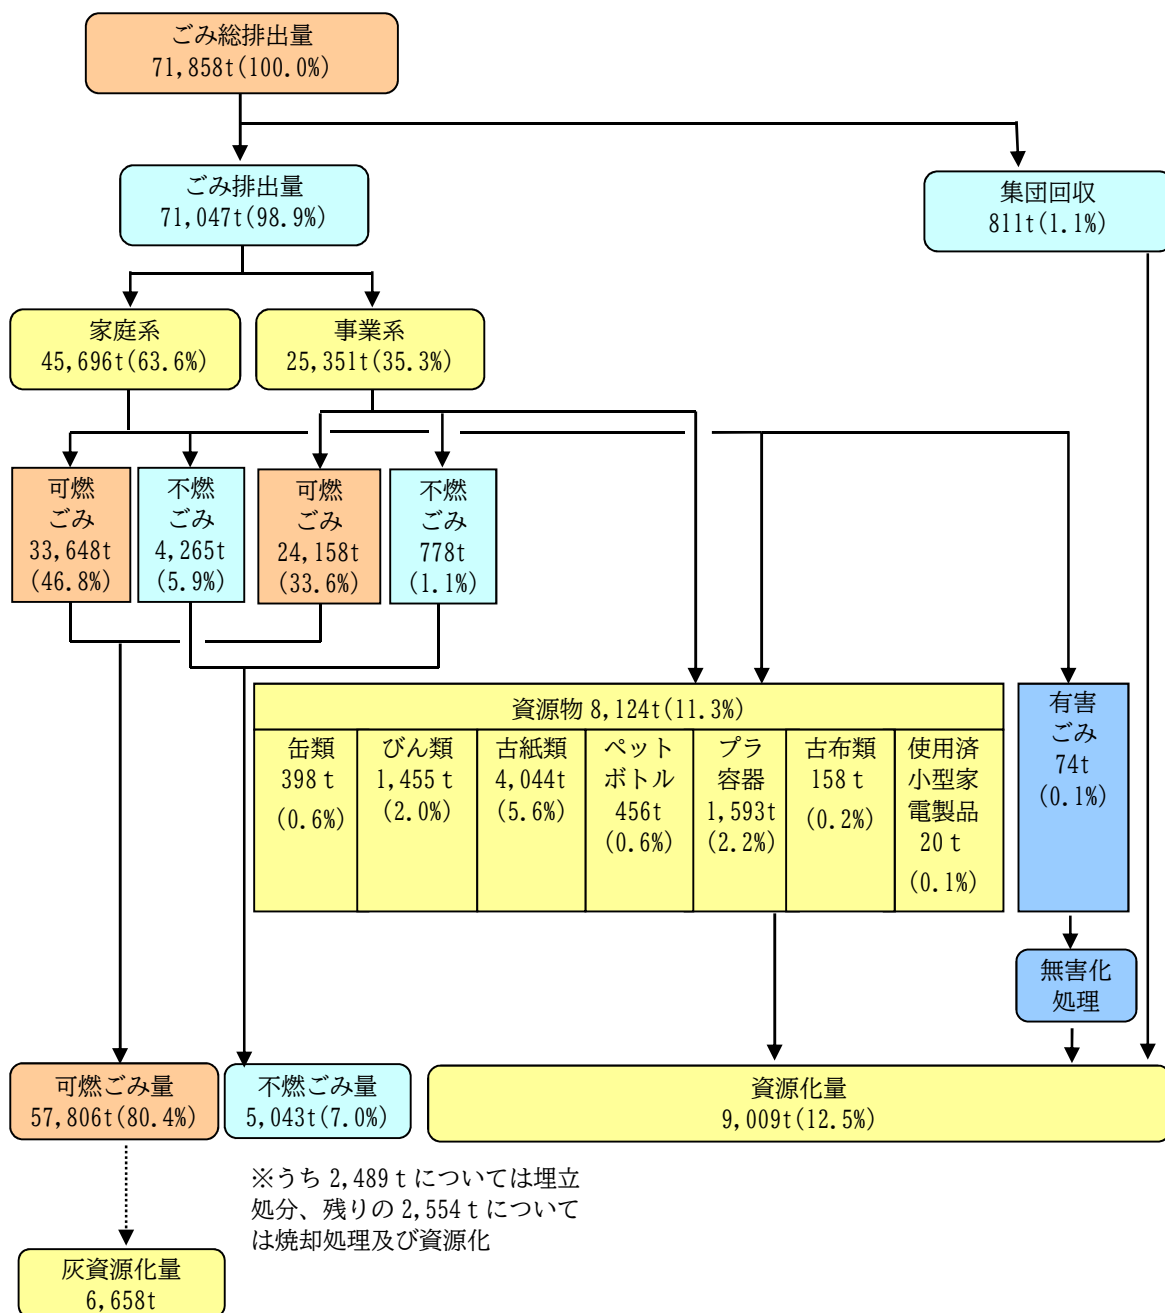 ごみ総排出量
71,858t(100.0%)
ごみ排出量
71,047t(98.9%)
集団回収
811t(1.1%)
家庭系
45,696t(63.6%)
事業系
25,351t(35.3%)
可燃
ごみ
33,648t
(46.8%)
不燃
ごみ
4,265t
(5.9%)
可燃
ごみ
24,158t
(33.6%)
不燃
ごみ
778t
(1.1%)
資源物 8,124t(11.3%)
缶類
398ｔ
(0.6%)
びん類
1,455ｔ
(2.0%)
古紙類
4,044t
(5.6%)
ペット
ボトル
456t
(0.6%)
プラ
容器
1,593t
(2.2%)
古布類
158ｔ
(0.2%)
使用済
小型家
電製品
20ｔ
(0.1%)
有害
ごみ
74t
(0.1%)
無害化
処理
可燃ごみ量
57,806t(80.4%)
不燃ごみ量
5,043t(7.0%)
資源化量
9,009t(12.5%)
※うち 2,489ｔについては埋立
処分、残りの 2,554ｔについて
は焼却処理及び資源化
灰資源化量
6,658t